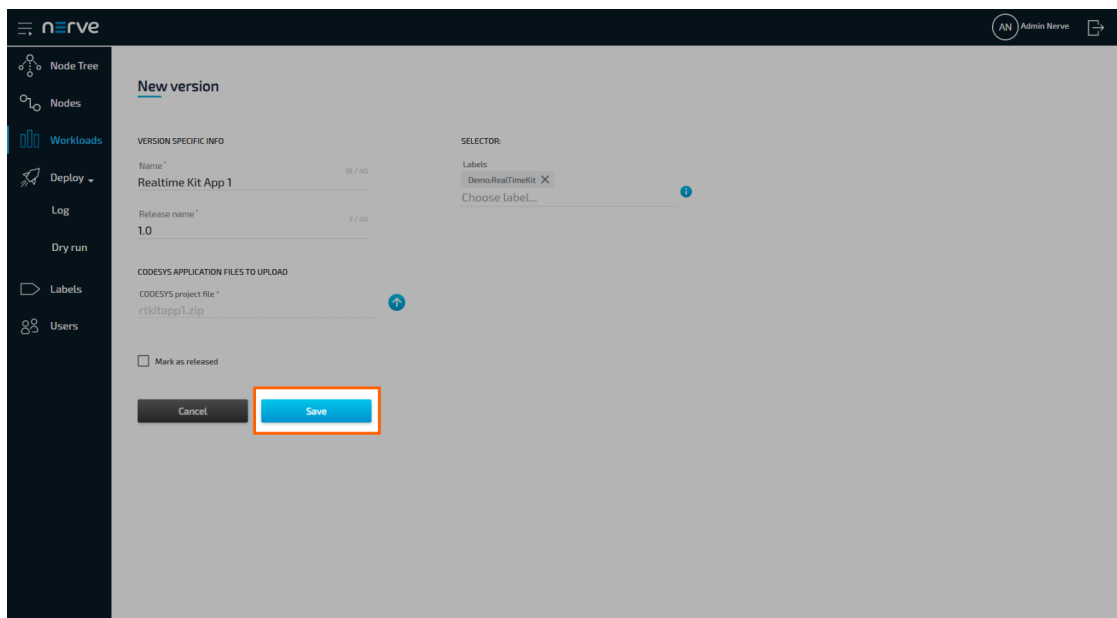 nerve
AN Admin Nerve
Node Tree
Nodes
Workloads
Deploy
Log
Dry run
Labels
Users
New version
VERSION SPECIFIC INFO
Name *
18 / 40
Realtime Kit App 1
Release name *
3 / 40
1.0
CODESYS APPLICATION FILES TO UPLOAD
CODESYS project file *
rtkitapp1.zip
Mark as released
Cancel
Save
SELECTOR:
Labels
Demo:RealTimeKit
Choose label...